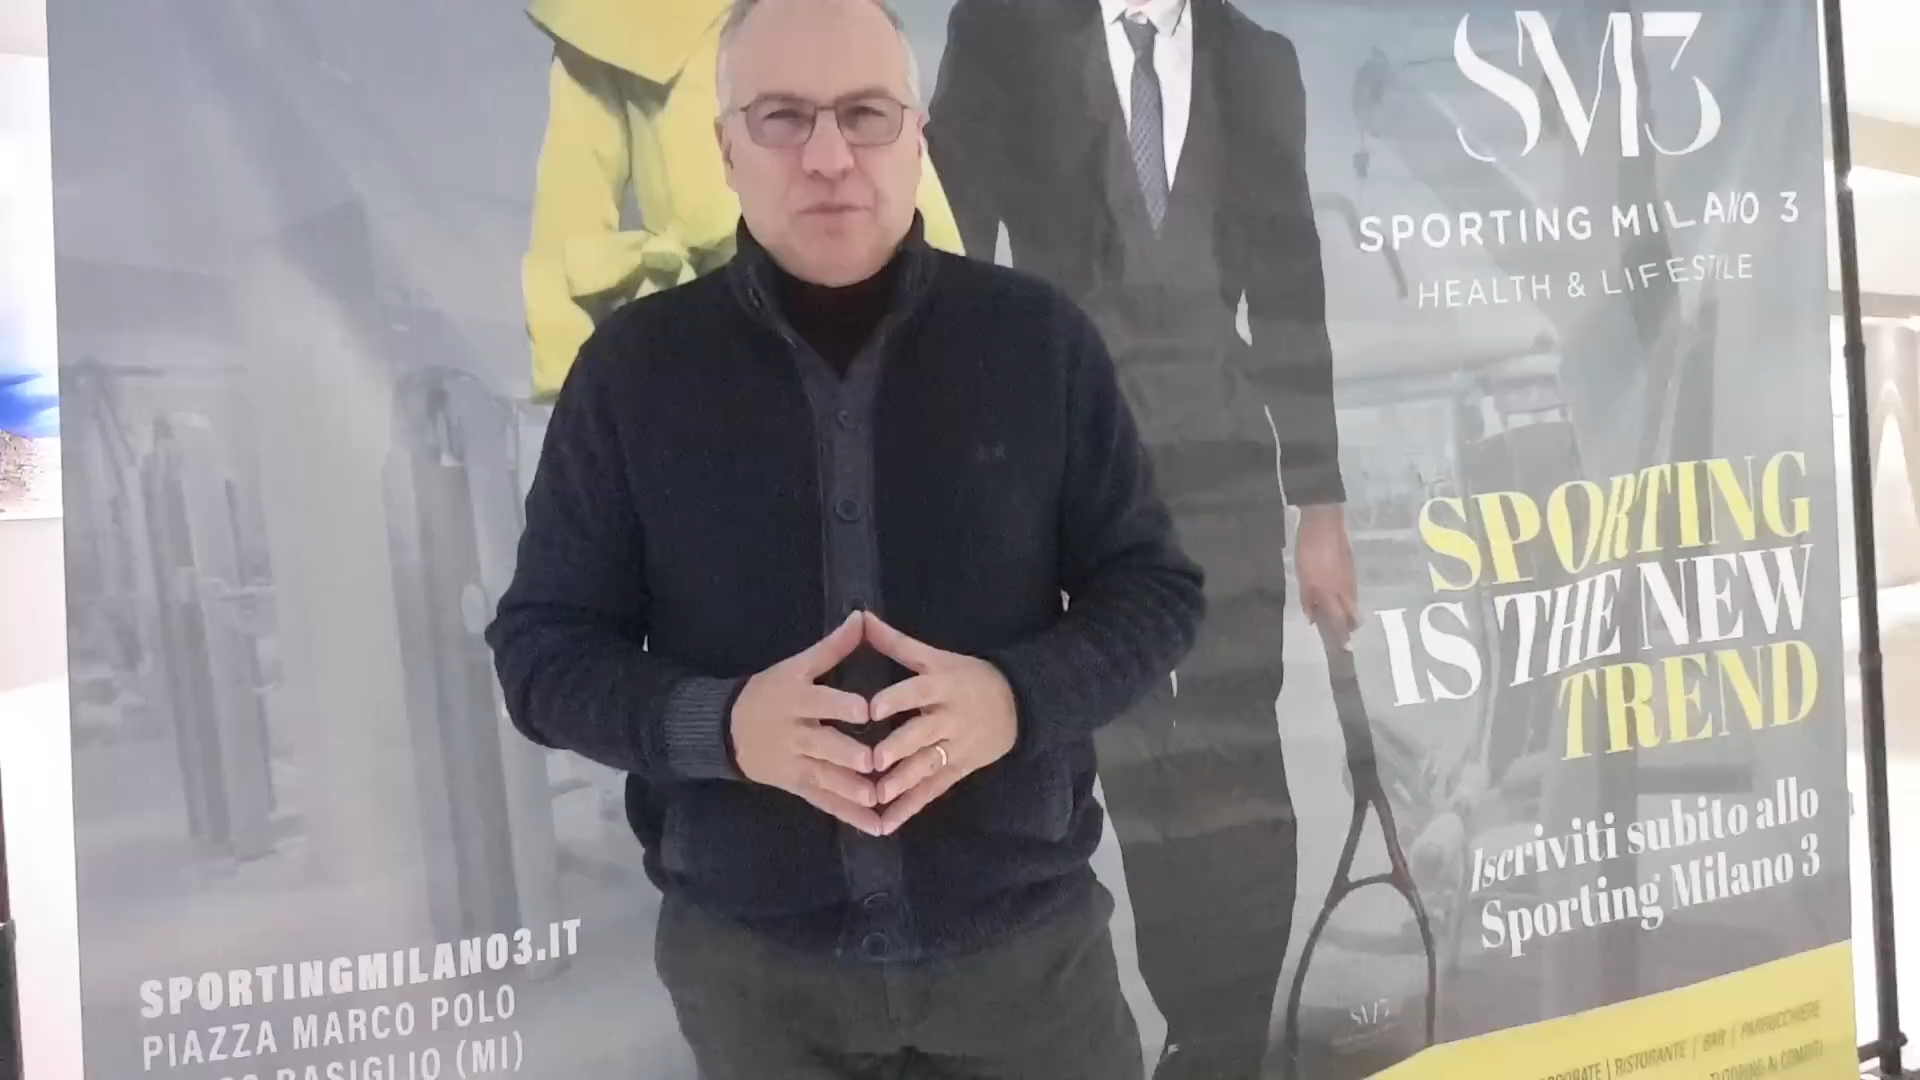 SM3
SPORTING MILANO 3
HEALTH & LIFESTYLE
SPORTING
IS THE NEW
TREND
Iscriviti subito allo
Sporting Milano 3
SPORTINGMILANO3.IT
PIAZZA MARCO POLO
BASIGLIO (MI)
SM3
RISTORANTE | BAR | PARRUCCHIERE